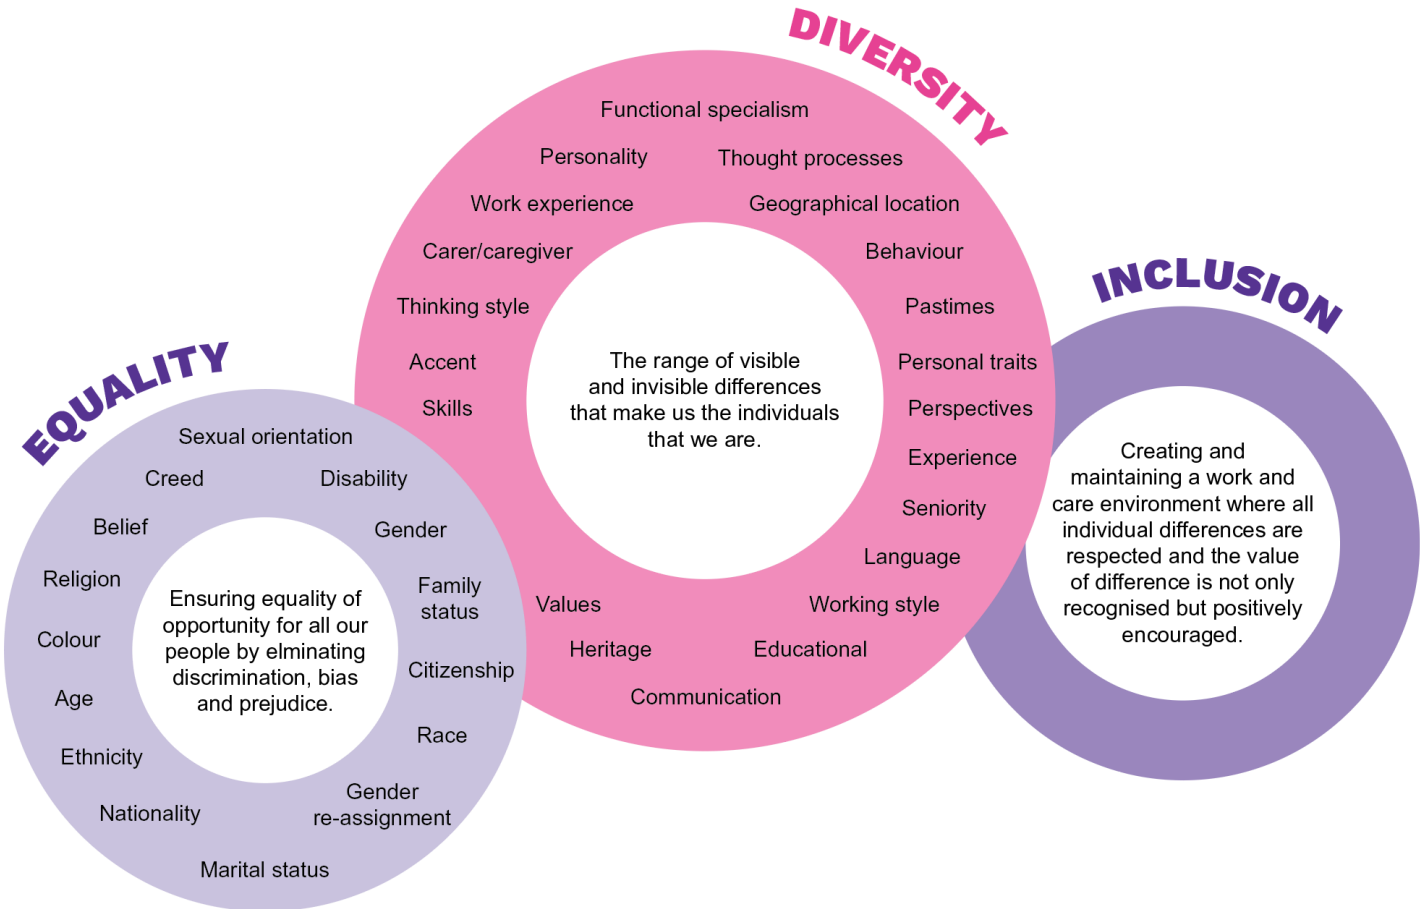 DIVERSITY
Functional specialism
Personality
Thought processes
Work experience
Geographical location
Carer/caregiver
Behaviour
Thinking style
Pastimes
Accent
Personal traits
Skills
Perspectives
Experience
Seniority
Language
Values
Working style
Heritage
Educational
Communication
The range of visible
and invisible differences
that make us the individuals
that we are.
EQUALITY
Sexual orientation
Creed
Disability
Belief
Gender
Religion
Family
status
Colour
Citizenship
Age
Race
Ethnicity
Gender
re-assignment
Nationality
Marital status
Ensuring equality of
opportunity for all our
people by elminating
discrimination, bias
and prejudice.
INCLUSION
Creating and
maintaining a work and
care environment where all
individual differences are
respected and the value
of difference is not only
recognised but positively
encouraged.